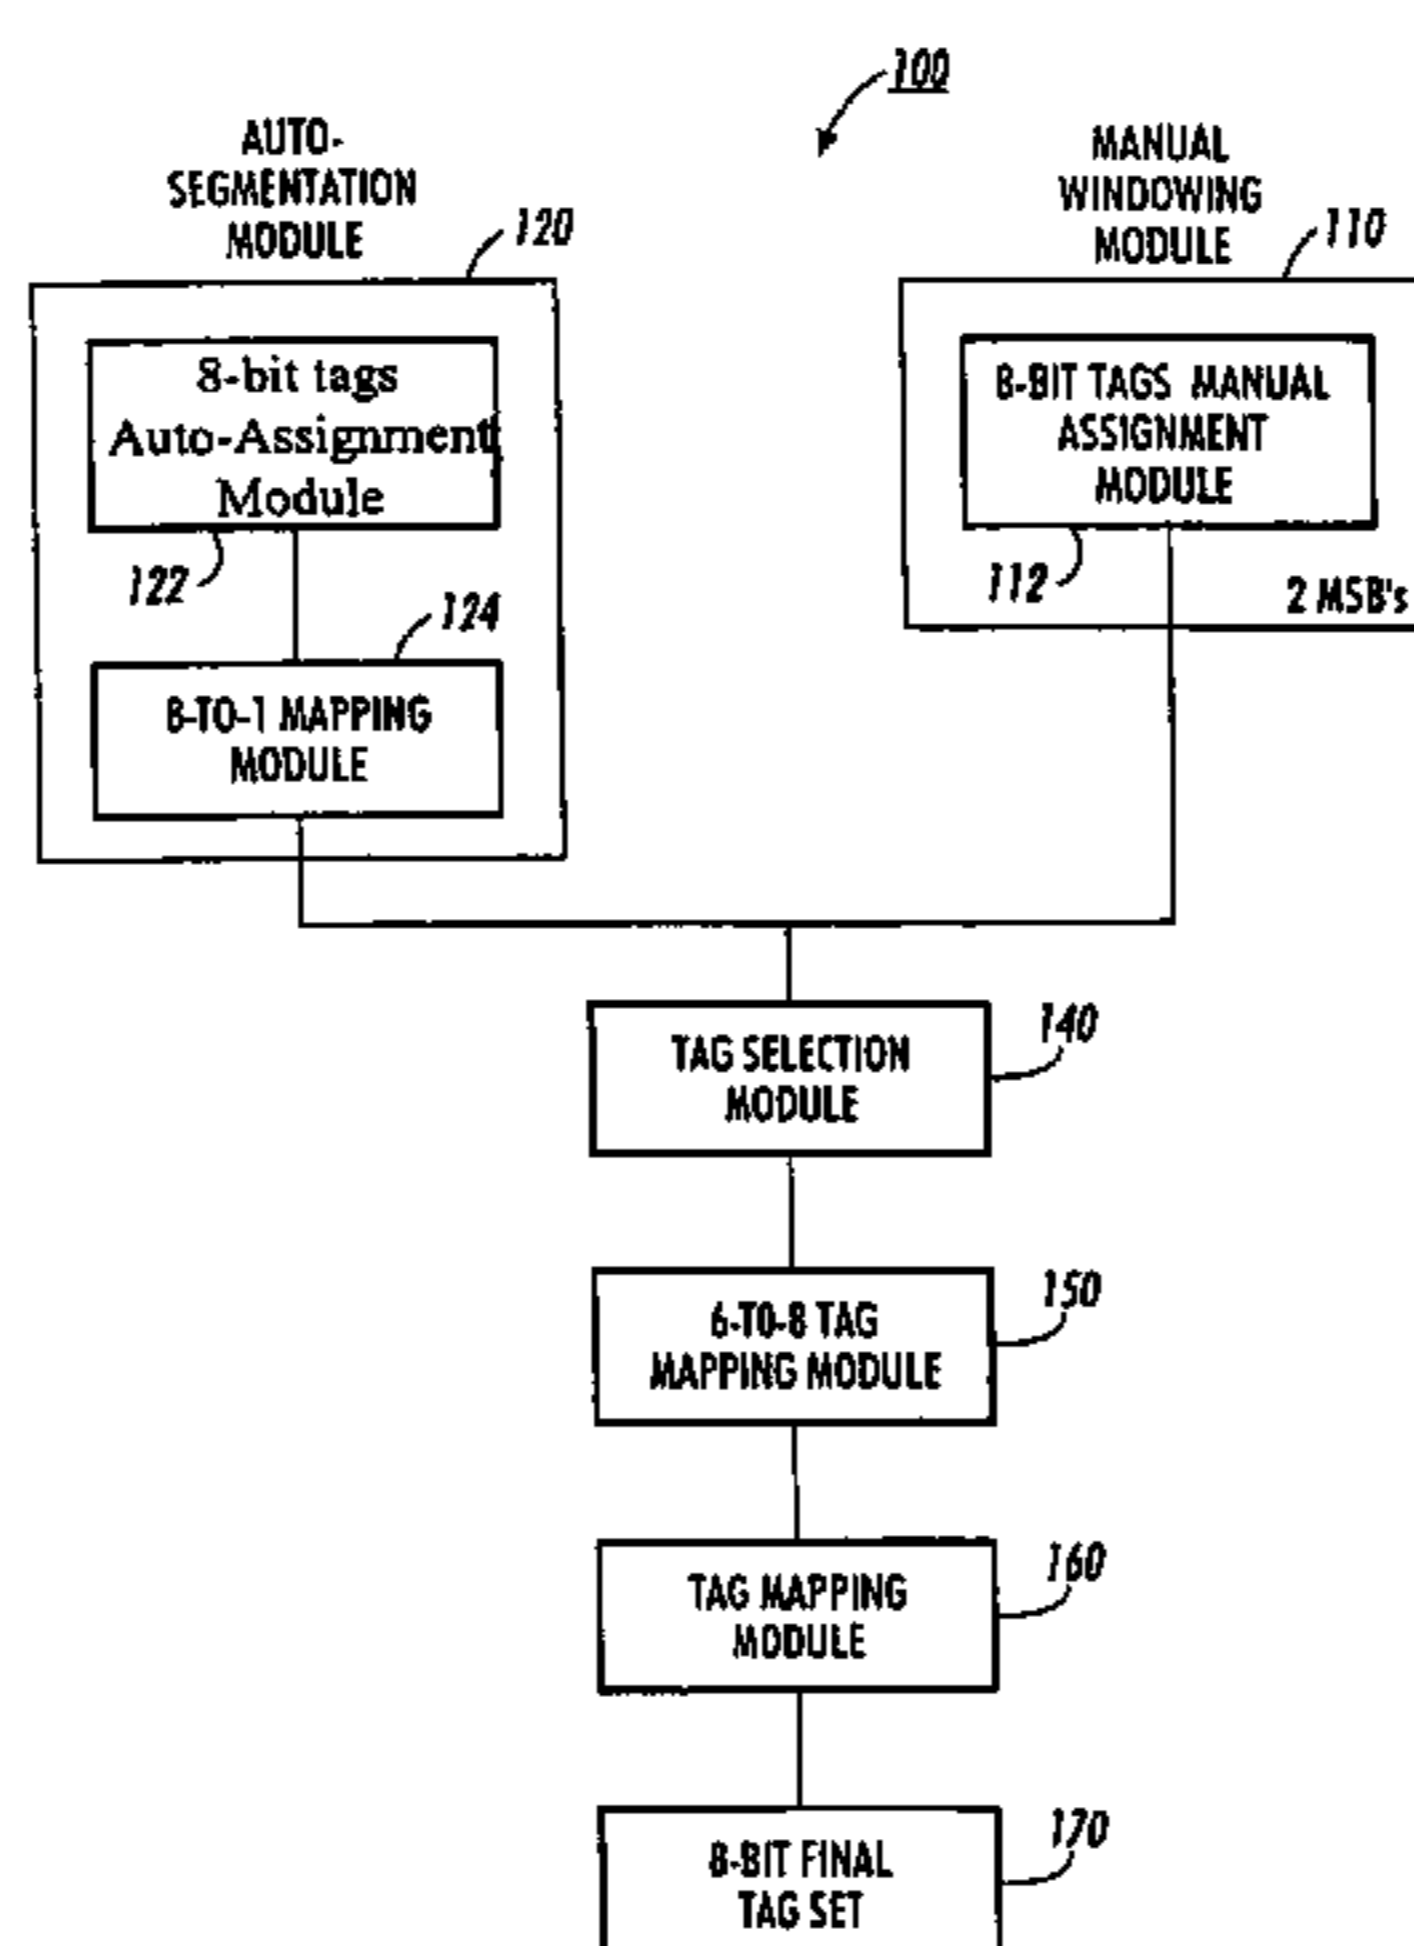 100
AUTO-
SEGMENTATION
MODULE
120
MANUAL
WINDOWING
MODULE
110
8-bit tags
Auto-Assignment
Module
122
8-BIT TAGS MANUAL
ASSIGNMENT
MODULE
112
2 MSB's
124
8-TO-1 MAPPING
MODULE
TAG SELECTION
MODULE
140
6-TO-8 TAG
MAPPING MODULE
150
TAG MAPPING
MODULE
160
8-BIT FINAL
TAG SET
170